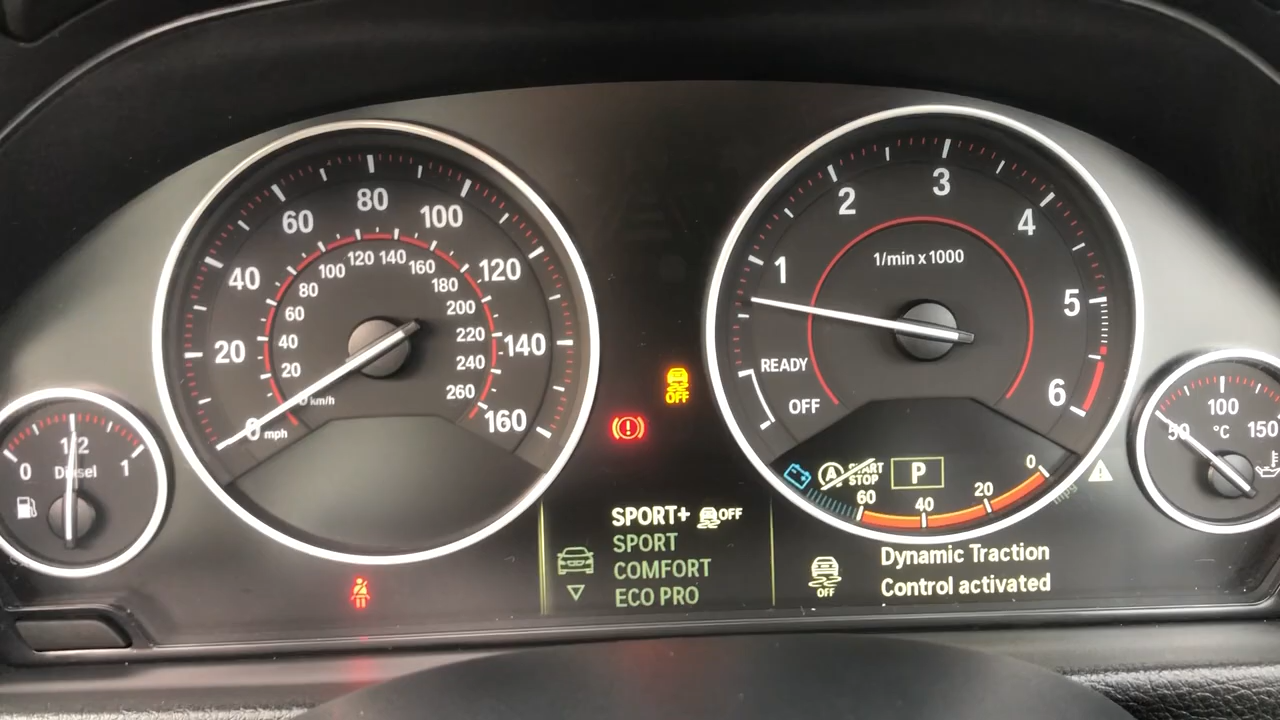 20
40
60
80
100
120
140
160
0 mph
20
40
60
80
100
120
140
160
180
200
220
240
260
0 km/h
0
1/2
1
Diesel
OFF
SPORT+ OFF
SPORT
COMFORT
ECO PRO
1
2
3
4
5
6
1/min x 1000
READY
OFF
A START
STOP
P
60
40
20
0
mpg
OFF
Dynamic Traction
Control activated
50
100
150
°C